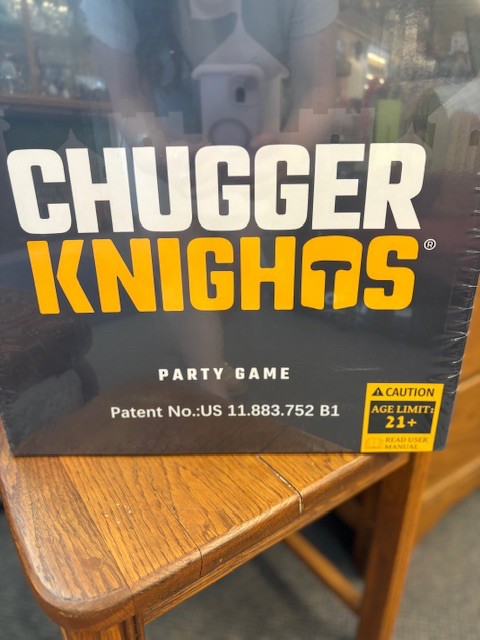 CHUGGER
KNIGHTS®
PARTY GAME
Patent No.:US 11.883.752 B1
CAUTION
AGE LIMIT:
21+
READ USER
MANUAL